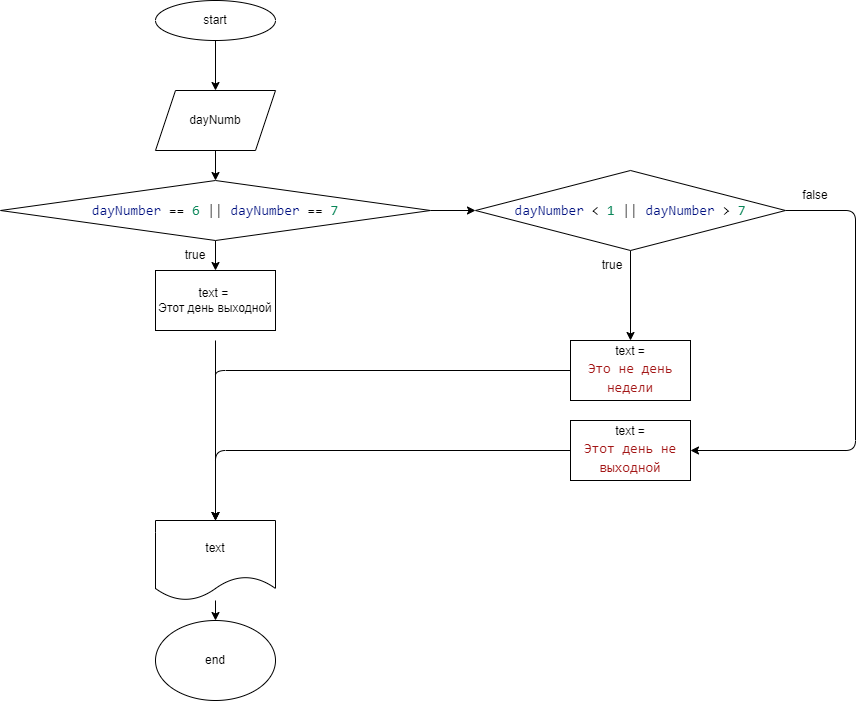 start
dayNumb
dayNumber == 6 || dayNumber == 7
dayNumber < 1 || dayNumber > 7
false
true
true
text =
Этот день выходной
text =
Это не день
недели
text =
Этот день не
выходной
text
end